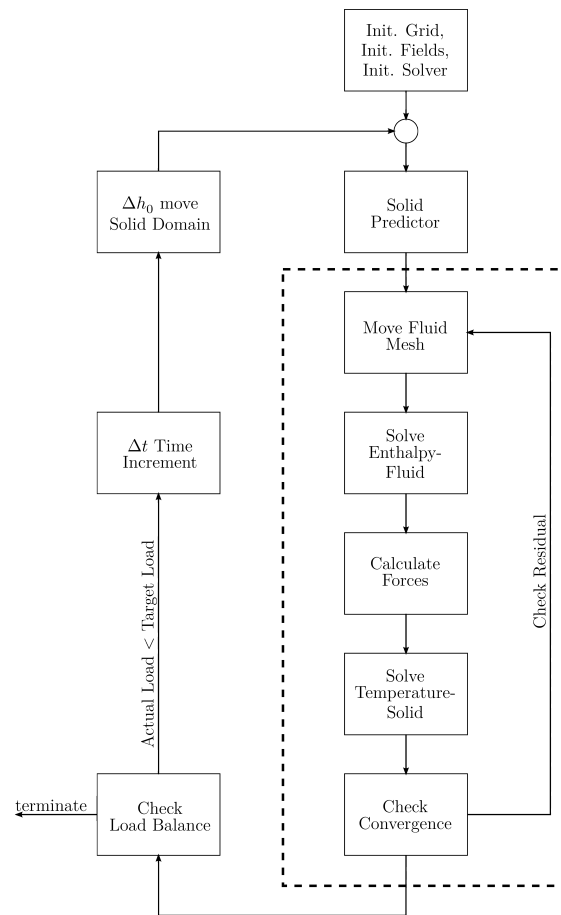 Init. Grid,
Init. Fields,
Init. Solver
Δh₀ move
Solid Domain
Solid
Predictor
Move Fluid
Mesh
Δt Time
Increment
Solve
Enthalpy-
Fluid
Calculate
Forces
Check Residual
Actual Load < Target Load
Solve
Temperature-
Solid
terminate
Check
Load Balance
Check
Convergence